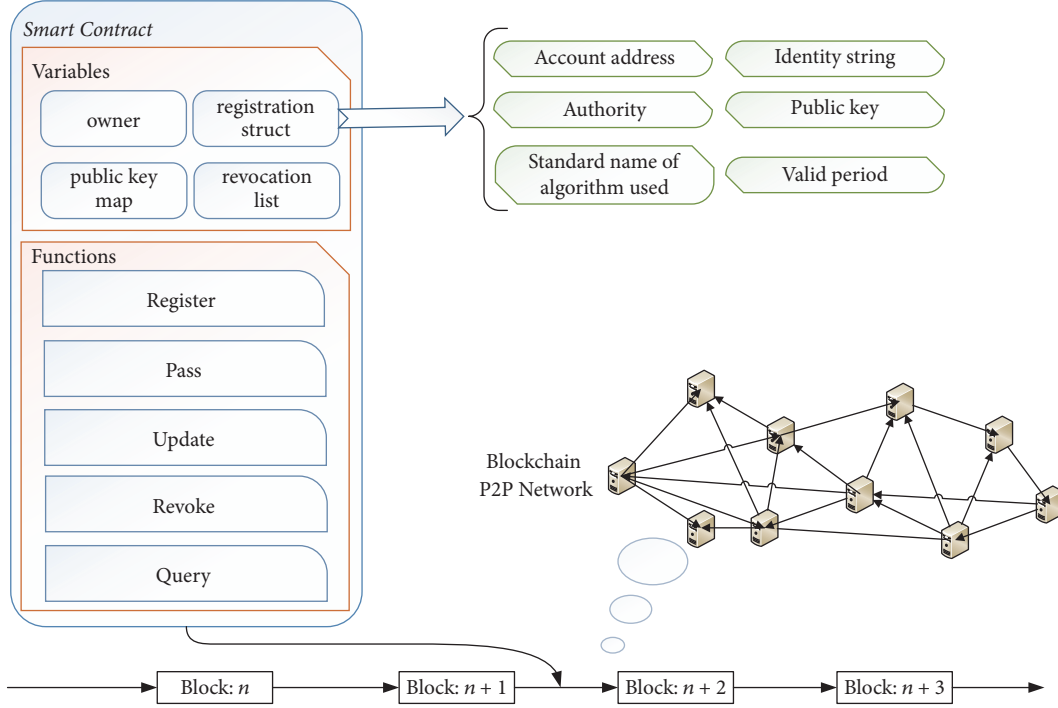 Smart Contract
Variables
owner
registration
struct
public key
map
revocation
list
Account address
Identity string
Authority
Public key
Standard name of
algorithm used
Valid period
Functions
Register
Pass
Update
Revoke
Query
Blockchain
P2P Network
Block: n
Block: n + 1
Block: n + 2
Block: n + 3